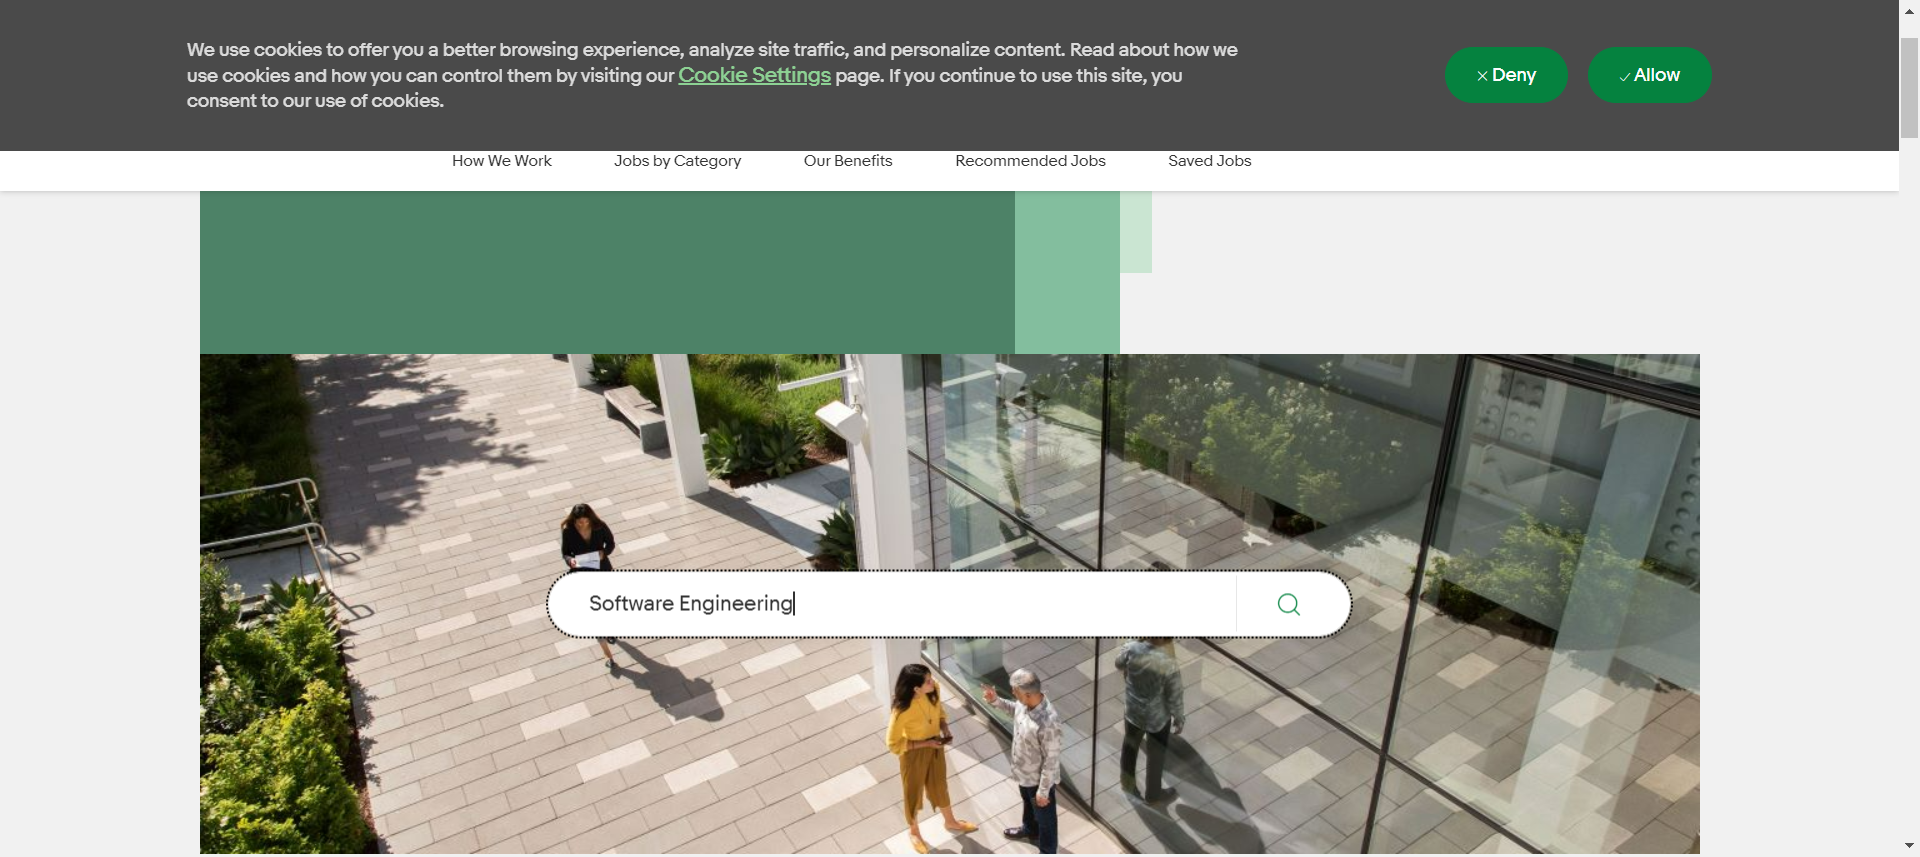 We use cookies to offer you a better browsing experience, analyze site traffic, and personalize content. Read about how we
use cookies and how you can control them by visiting our Cookie Settings page. If you continue to use this site, you
consent to our use of cookies.
Deny
Allow
How We Work
Jobs by Category
Our Benefits
Recommended Jobs
Saved Jobs
Software Engineering